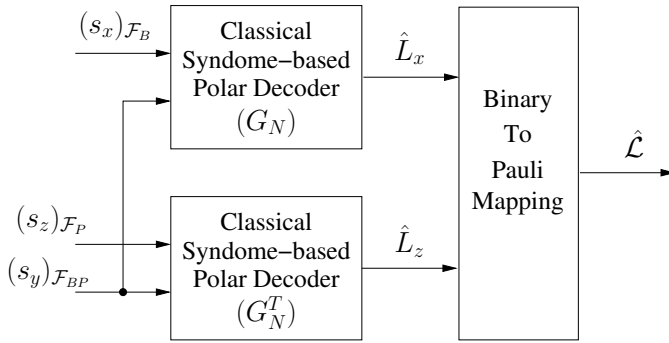 (s_x)_{\mathcal{F}_B}
Classical
Syndome−based
Polar Decoder
(G_N)
\hat{L}_x
Binary
To
Pauli
Mapping
\hat{\mathcal{L}}
(s_z)_{\mathcal{F}_P}
(s_y)_{\mathcal{F}_{BP}}
Classical
Syndome−based
Polar Decoder
(G_N^T)
\hat{L}_z